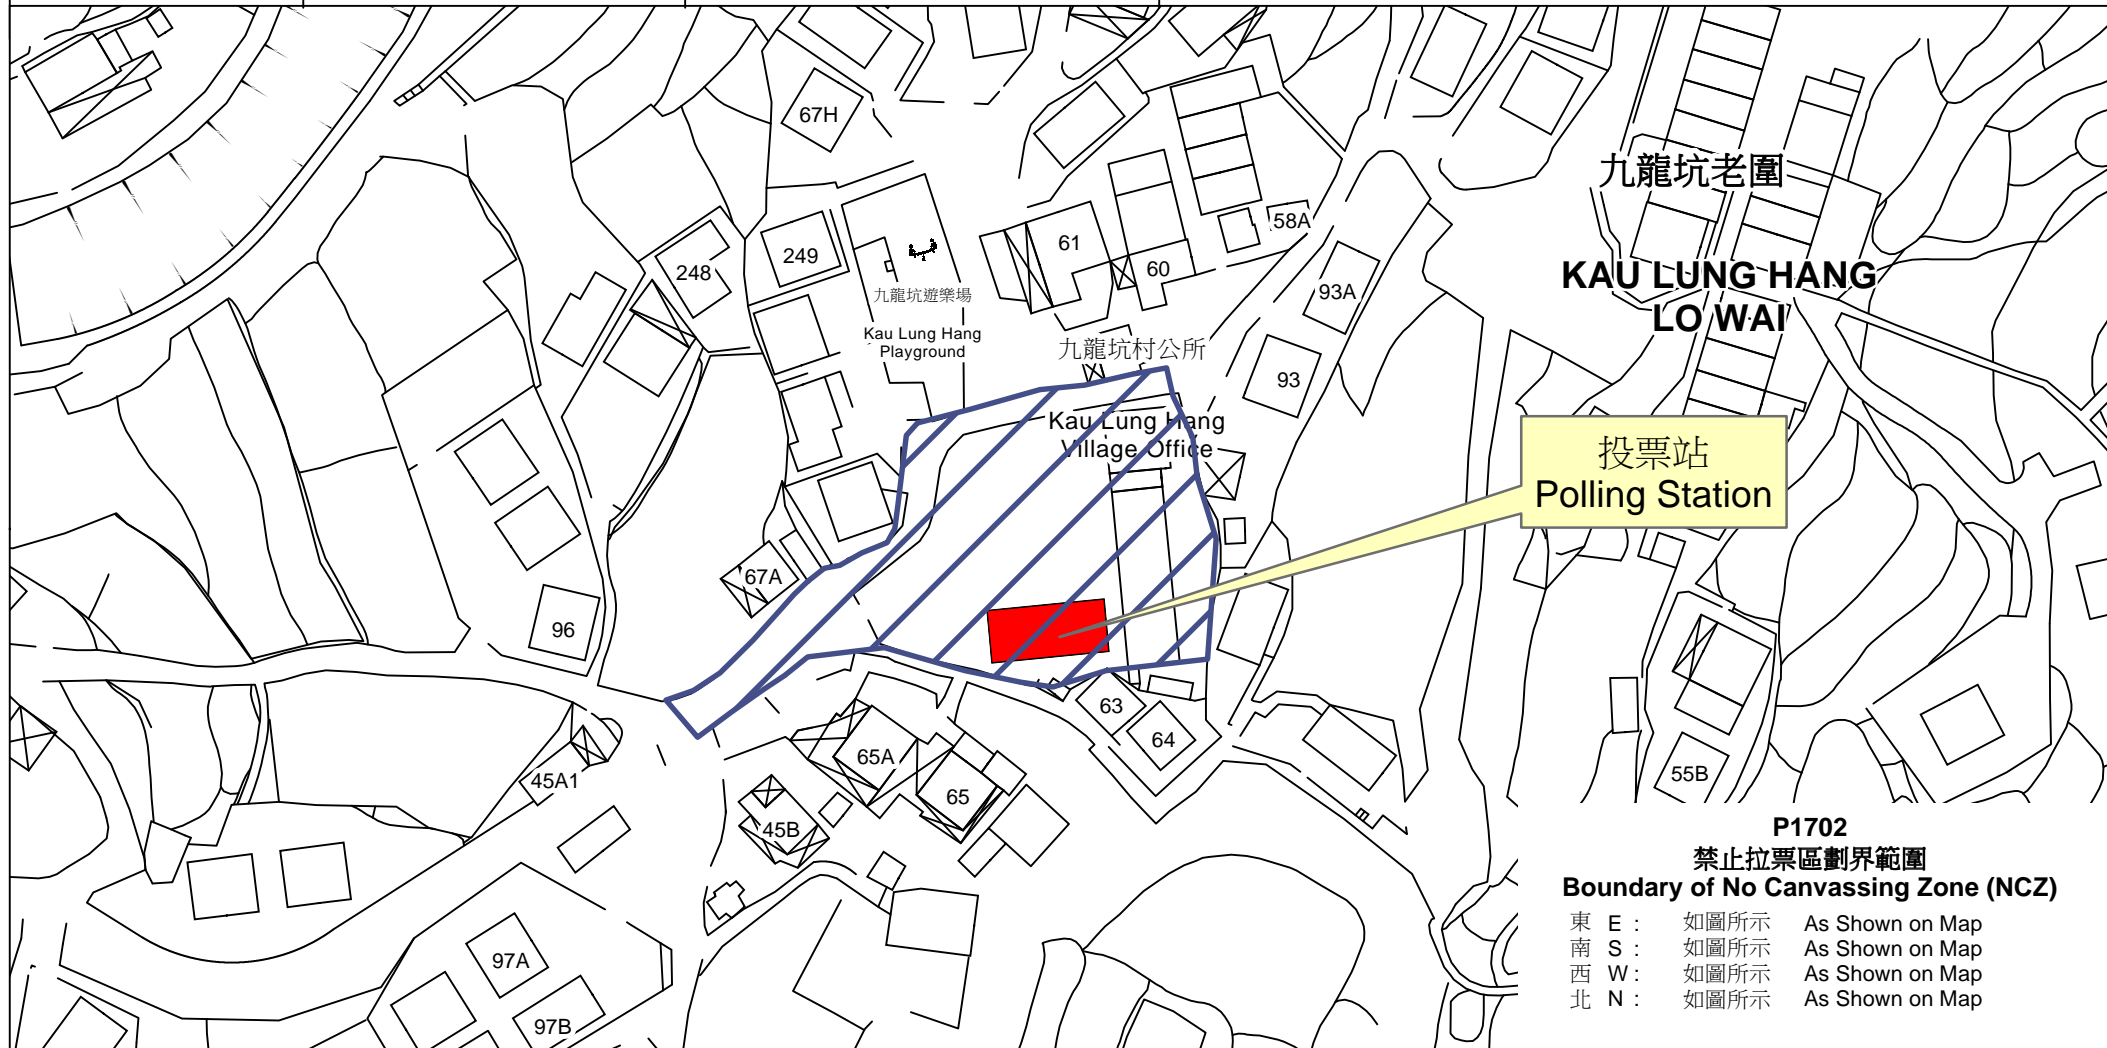 67H
九龍坑老圍
KAU LUNG HANG
LO WAI
58A
61
60
249
248
93A
九龍坑遊樂場
Kau Lung Hang
Playground
九龍坑村公所
Kau Lung Hang
Village Office
93
投票站
Polling Station
67A
96
63
64
65A
65
45A1
45B
55B
97A
97B
P1702
禁止拉票區劃界範圍
Boundary of No Canvassing Zone (NCZ)
東 E : 如圖所示 As Shown on Map
南 S : 如圖所示 As Shown on Map
西 W : 如圖所示 As Shown on Map
北 N : 如圖所示 As Shown on Map